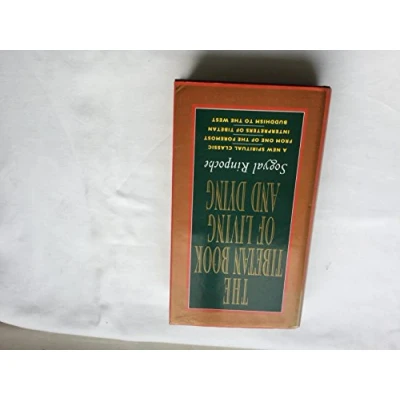 THE
TIBETAN BOOK
OF LIVING
AND DYING
Sogyal Rinpoche
A NEW SPIRITUAL CLASSIC
FROM ONE OF THE FOREMOST
INTERPRETERS OF TIBETAN
BUDDHISM TO THE WEST